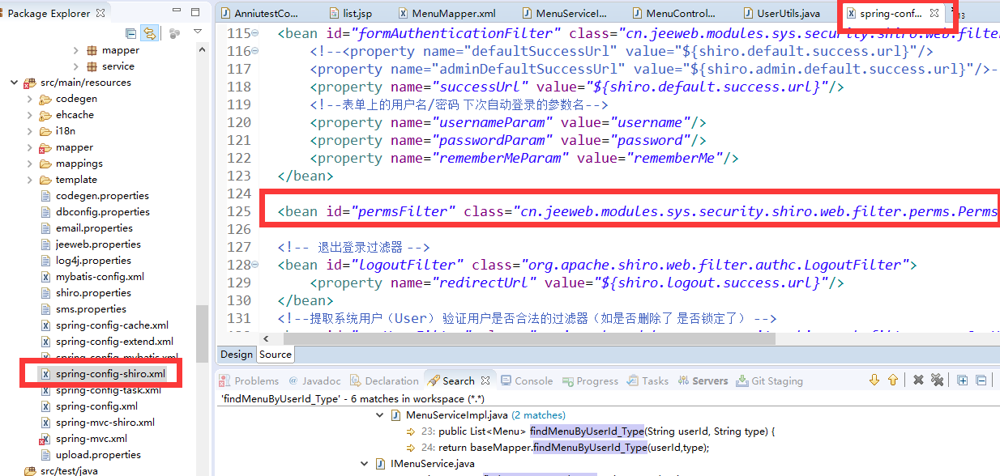 Package Explorer
mapper
service
src/main/resources
codegen
ehcache
i18n
mapper
mappings
template
codegen.properties
dbconfig.properties
email.properties
jeeweb.properties
log4j.properties
mybatis-config.xml
shiro.properties
sms.properties
spring-config-cache.xml
spring-config-extend.xml
spring-config-mybatis.xml
spring-config-shiro.xml
spring-config-task.xml
spring-config.xml
spring-mvc-shiro.xml
spring-mvc.xml
upload.properties
src/test/java
AnniutestCo... list.jsp MenuMapper.xml MenuServiceI... MenuControl... UserUtils.java spring-conf... 13
115 <bean id="formAuthenticationFilter" class="cn.jeeweb.modules.sys.security.shiro.web.filter
116 <!--<property name="defaultSuccessUrl" value="${shiro.default.success.url}"/>
117 <property name="adminDefaultSuccessUrl" value="${shiro.admin.default.success.url}"/>-
118 <property name="successUrl" value="${shiro.default.success.url}"/>
119 <!--表单上的用户名/密码 下次自动登录的参数名-->
120 <property name="usernameParam" value="username"/>
121 <property name="passwordParam" value="password"/>
122 <property name="rememberMeParam" value="rememberMe"/>
123 </bean>
124
125 <bean id="permsFilter" class="cn.jeeweb.modules.sys.security.shiro.web.filter.perms.Perms
126
127 <!-- 退出登录过滤器 -->
128 <bean id="logoutFilter" class="org.apache.shiro.web.filter.authc.LogoutFilter">
129 <property name="redirectUrl" value="${shiro.logout.success.url}"/>
130 </bean>
131 <!--提取系统用户（User） 验证用户是否合法的过滤器（如是否删除了 是否锁定了） -->
Design Source
Problems @ Javadoc Declaration Search Console Progress Tasks Servers Git Staging
'findMenuByUserId_Type' - 6 matches in workspace (*.*)
MenuServiceImpl.java (2 matches)
23: public List<Menu> findMenuByUserId_Type(String userId, String type) {
24: return baseMapper.findMenuByUserId_Type(userId,type);
IMenuService.java